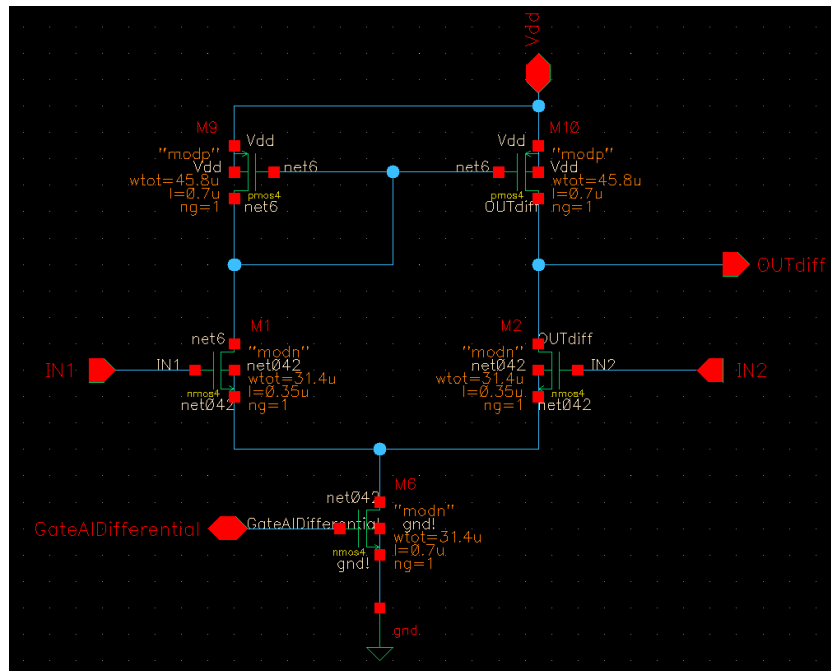 Vdd
M9
Vdd
"modp"
Vdd
net6
wtot=45.8u
l=0.7u
pmos4
net6
ng=1
M10
Vdd
"modp"
Vdd
net6
wtot=45.8u
l=0.7u
pmos4
OUTdiff
ng=1
OUTdiff
M1
net6
"modn"
IN1
IN1
net042
wtot=31.4u
l=0.35u
nmos4
net042
ng=1
M2
OUTdiff
"modn"
net042
IN2
IN2
wtot=31.4u
l=0.35u
nmos4
net042
ng=1
M6
net042
"modn"
GateAIDifferential
GateAIDifferential
gnd!
wtot=31.4u
l=0.7u
nmos4
gnd!
ng=1
gnd